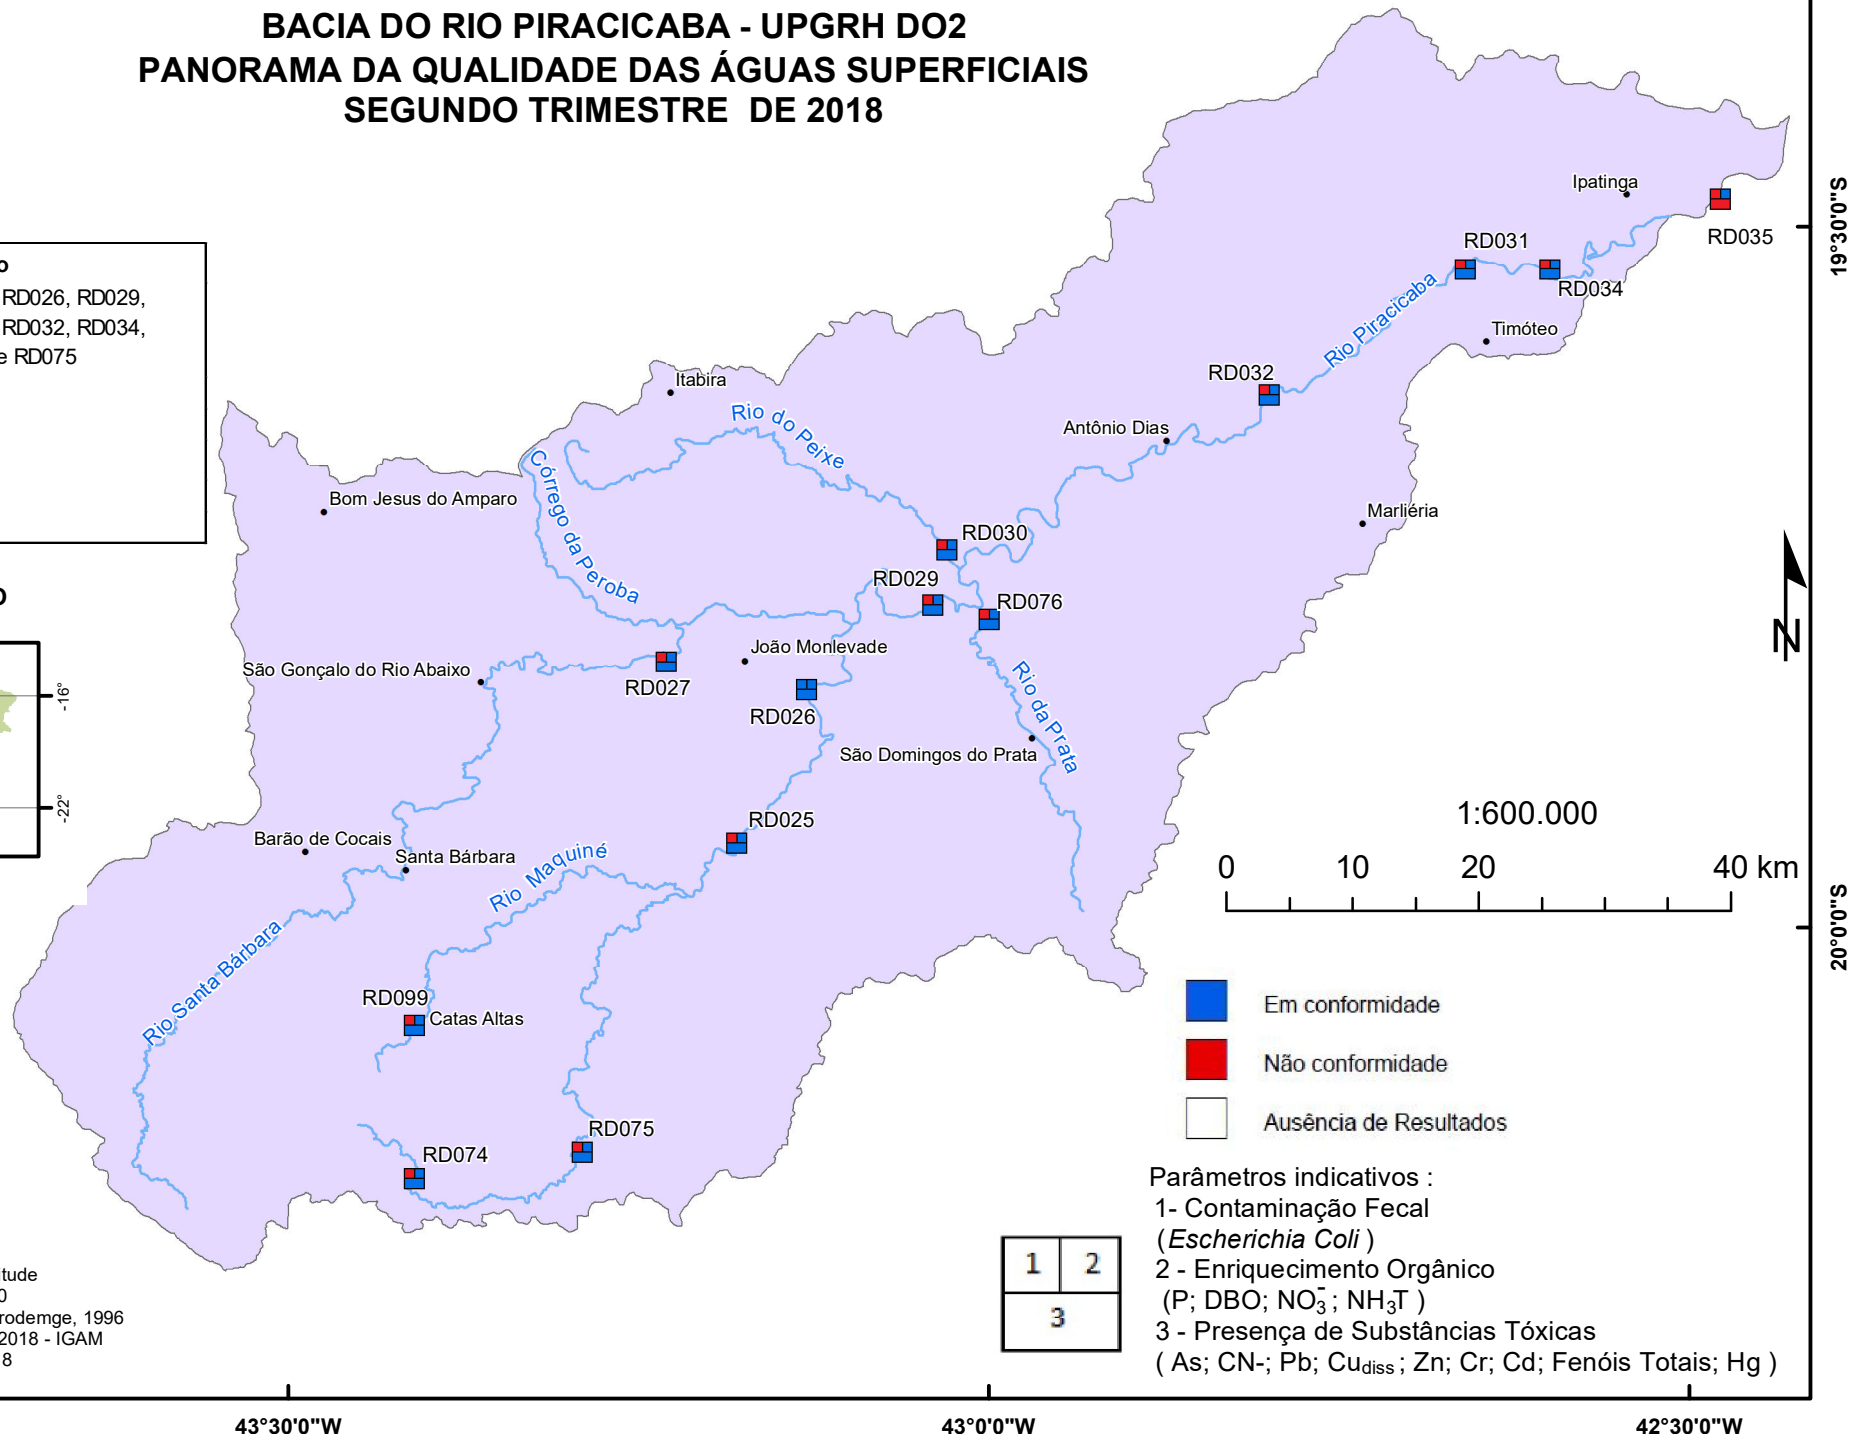 BACIA DO RIO PIRACICABA - UPGRH DO2
PANORAMA DA QUALIDADE DAS ÁGUAS SUPERFICIAIS
SEGUNDO TRIMESTRE DE 2018
RD026, RD029,
RD032, RD034,
e RD075
-16°
-22°
Ipatinga
RD035
RD031
RD034
Rio Piracicaba
Timóteo
RD032
Itabira
Rio do Peixe
Antônio Dias
Córrego da Peroba
Bom Jesus do Amparo
Marliéria
RD030
RD029
RD076
João Monlevade
São Gonçalo do Rio Abaixo
RD027
RD026
Rio da Prata
São Domingos do Prata
RD025
Barão de Cocais
Santa Bárbara
Rio Maquiné
Rio Santa Bárbara
RD099
Catas Altas
RD075
RD074
N
19°30'0"S
20°0'0"S
1:600.000
0 10 20 40 km
Em conformidade
Não conformidade
Ausência de Resultados
Parâmetros indicativos :
1- Contaminação Fecal
(Escherichia Coli )
2 - Enriquecimento Orgânico
(P; DBO; NO₃⁻; NH₃T )
3 - Presença de Substâncias Tóxicas
( As; CN-; Pb; Cudiss; Zn; Cr; Cd; Fenóis Totais; Hg )
1 2
3
itude
0
rodemge, 1996
2018 - IGAM
8
43°30'0"W 43°0'0"W 42°30'0"W